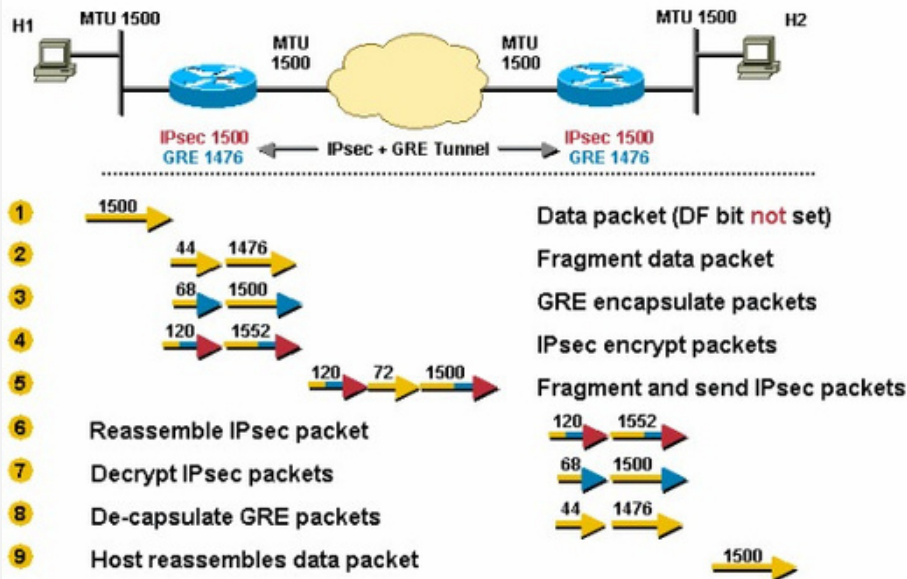 H1 MTU 1500 MTU 1500 H2
MTU 1500 MTU 1500
IPsec 1500 IPsec + GRE Tunnel IPsec 1500
GRE 1476 GRE 1476
1 1500 Data packet (DF bit not set)
2 44 1476 Fragment data packet
3 68 1500 GRE encapsulate packets
4 120 1552 IPsec encrypt packets
5 120 72 1500 Fragment and send IPsec packets
6 Reassemble IPsec packet 120 1552
7 Decrypt IPsec packets 68 1500
8 De-capsulate GRE packets 44 1476
9 Host reassembles data packet 1500